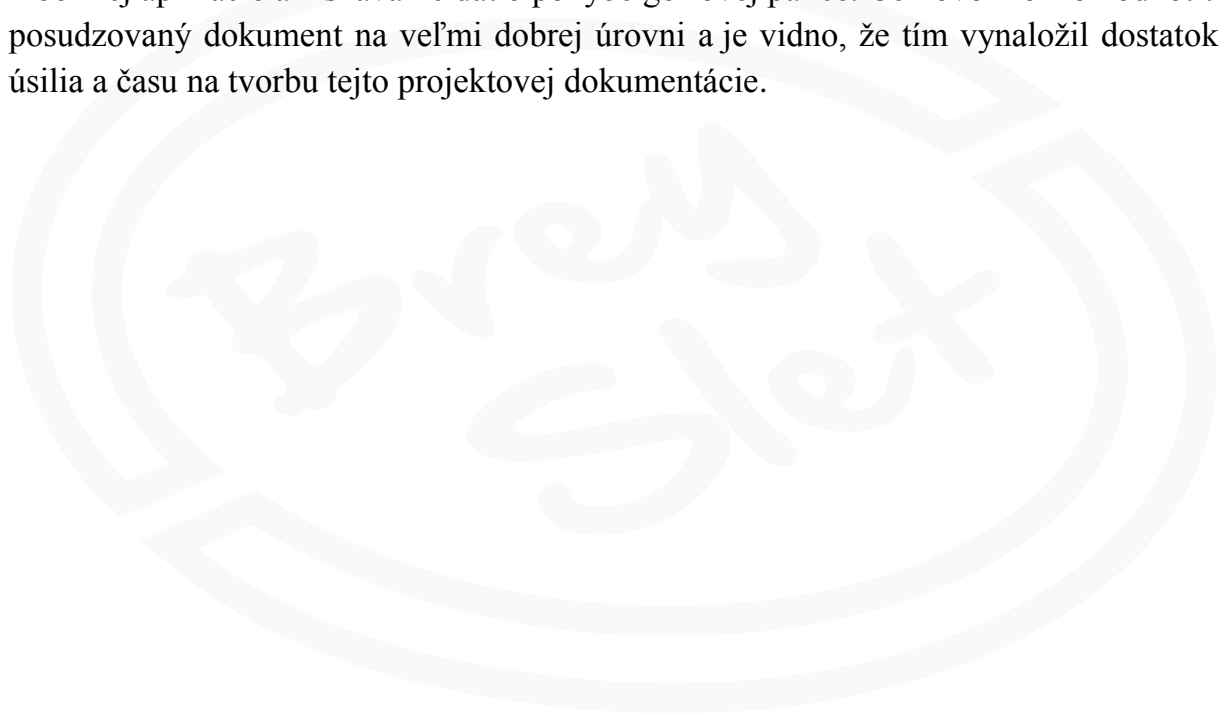 posudzovaný dokument na veľmi dobrej úrovni a je vidno, že tím vynaložil dostatok
úsilia a času na tvorbu tejto projektovej dokumentácie.
Brey
Slet